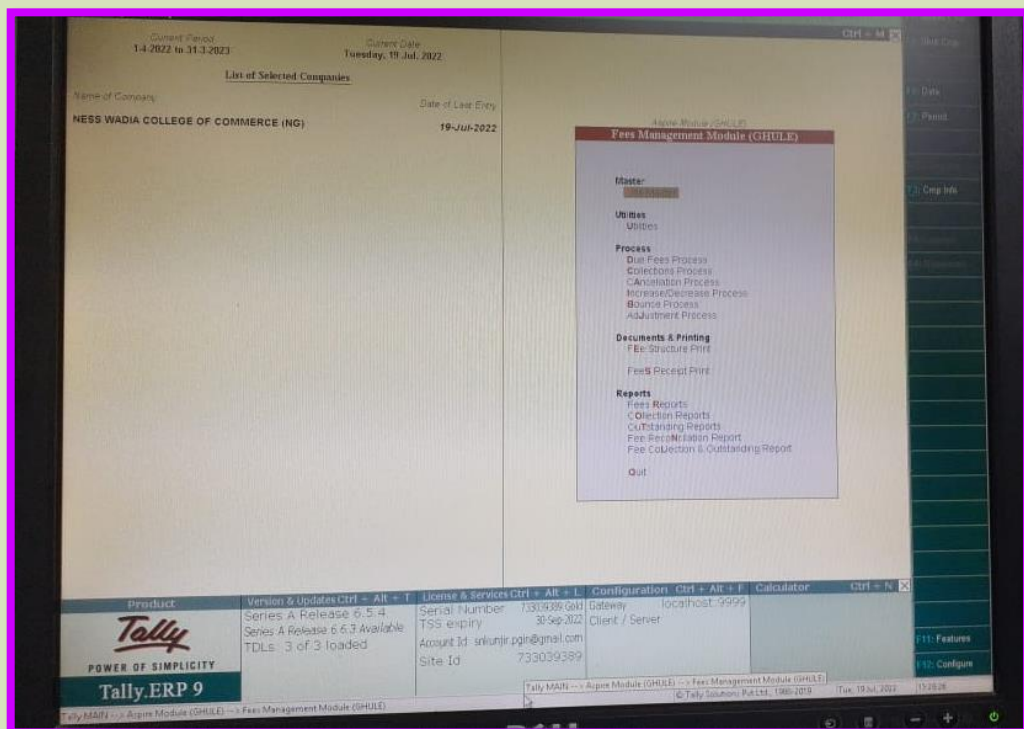 Current Period
1-4-2022 to 31-3-2023
Current Date
Tuesday, 19 Jul, 2022
List of Selected Companies
Name of Company
Date of Last Entry
NESS WADIA COLLEGE OF COMMERCE (NG)
19-Jul-2022
Ctrl + M
Aspire Module (GHULE)
Fees Management Module (GHULE)
Master
Utilities
Utilities
Process
Due Fees Process
Collections Process
CAncellation Process
Increase/Decrease Process
Bounce Process
AdJustment Process
Documents & Printing
FEe Structure Print
FeeS Receipt Print
Reports
Fees Reports
COllection Reports
OuTstanding Reports
Fee RecoNciliation Report
Fee ColLection & Outstanding Report
Quit
Date
Period
F3: Cmp Info
F11: Features
F12: Configure
Product
Tally
POWER OF SIMPLICITY
Tally.ERP 9
Version & Updates Ctrl + Alt + T
Series A Release 6.5.4
Series A Release 6.6.3 Available
TDLs: 3 of 3 loaded
License & Services Ctrl + Alt + L
Serial Number 733039389 Gold
TSS expiry 30-Sep-2022
Account Id snkunjir.pgin@gmail.com
Site Id 733039389
Configuration Ctrl + Alt + F
Gateway localhost:9999
Client / Server
Calculator Ctrl + N
Tally MAIN --> Aspire Module (GHULE) --> Fees Management Module (GHULE)
© Tally Solutions Pvt Ltd., 1988-2019
Tue, 19 Jul, 2022
15:26:26
Tally MAIN --> Aspire Module (GHULE) --> Fees Management Module (GHULE)